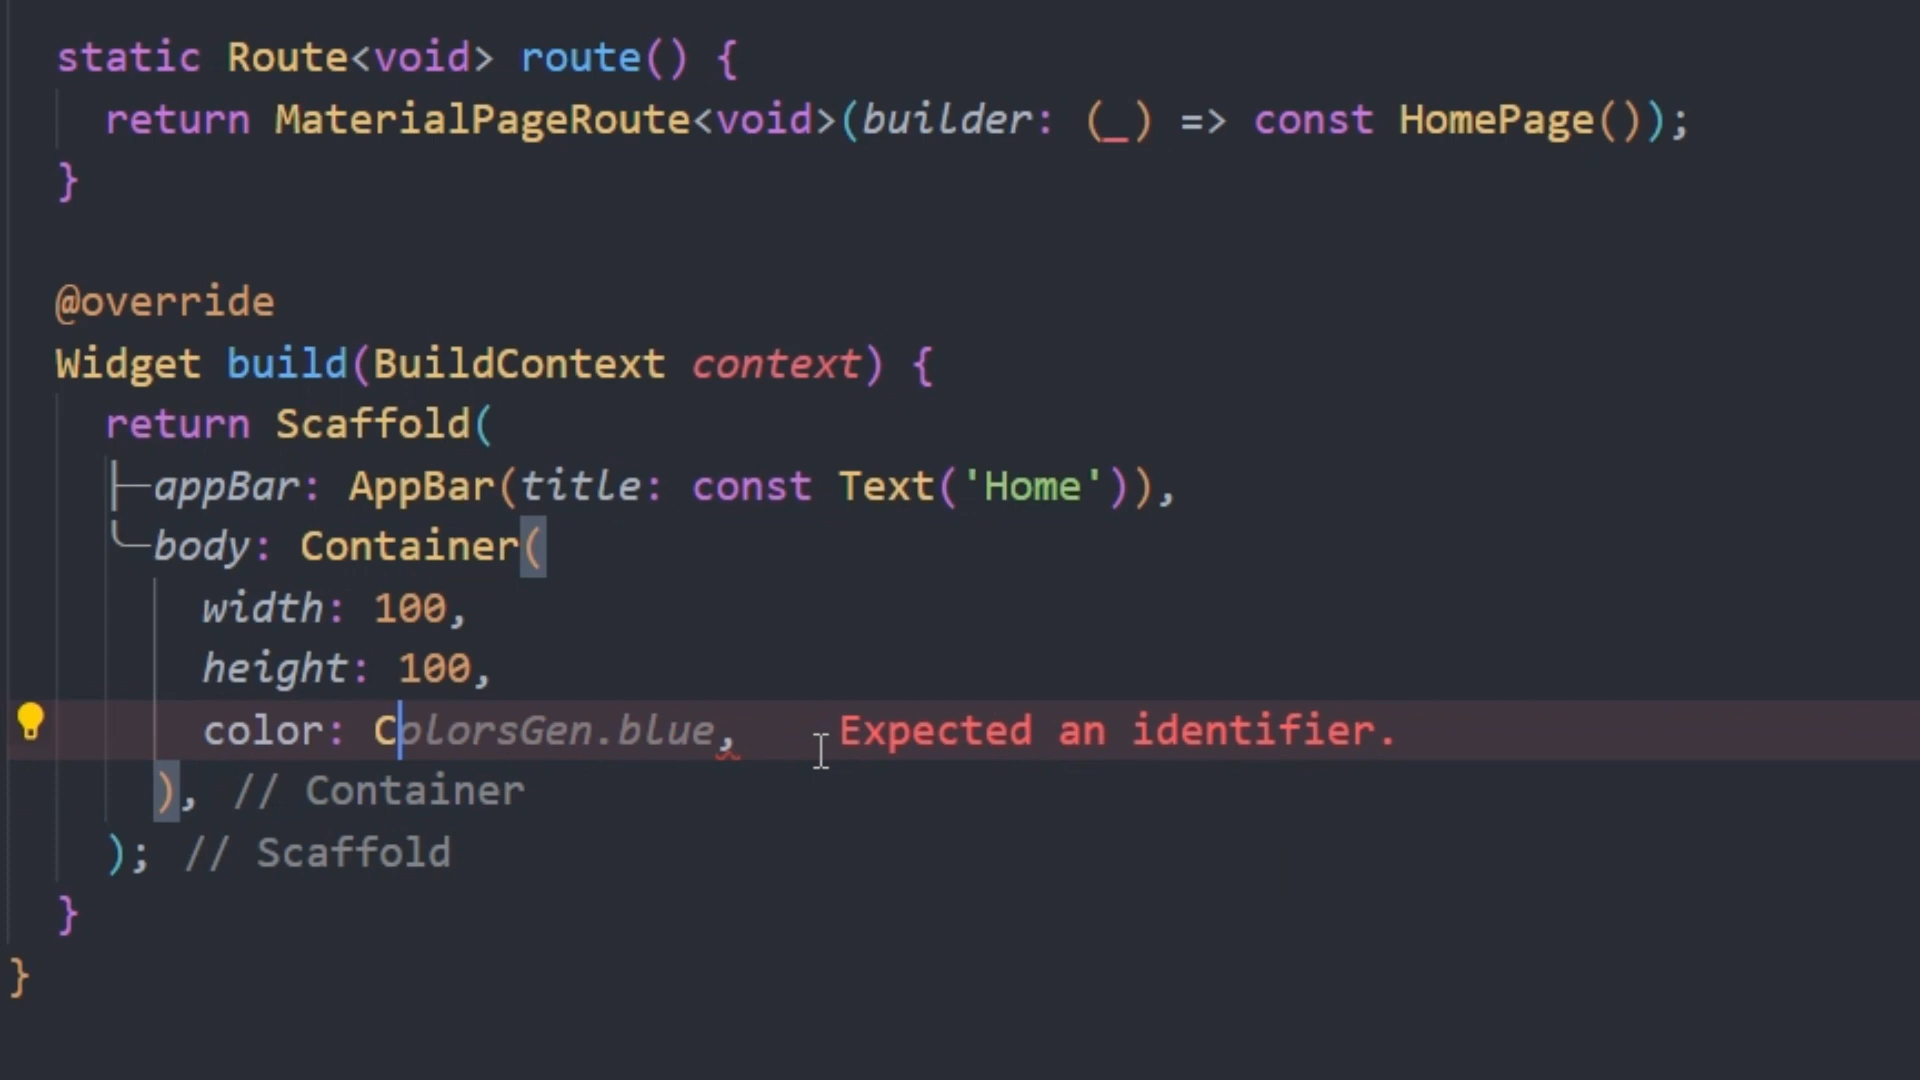 static Route<void> route() {
return MaterialPageRoute<void>(builder: (_) => const HomePage());
}
@override
Widget build(BuildContext context) {
return Scaffold(
appBar: AppBar(title: const Text('Home')),
body: Container(
width: 100,
height: 100,
color: ColorsGen.blue, Expected an identifier.
), // Container
); // Scaffold
}
}